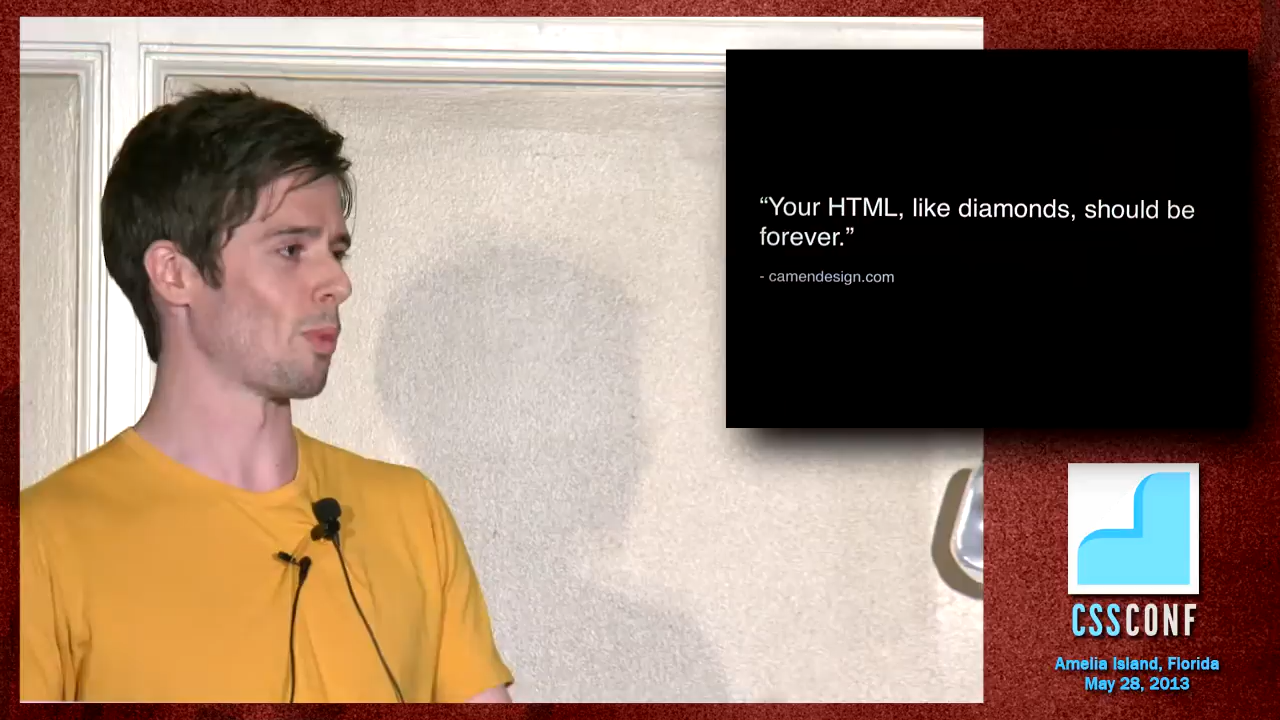 “Your HTML, like diamonds, should be
forever.”
- camendesign.com
CSSCONF
Amelia Island, Florida
May 28, 2013